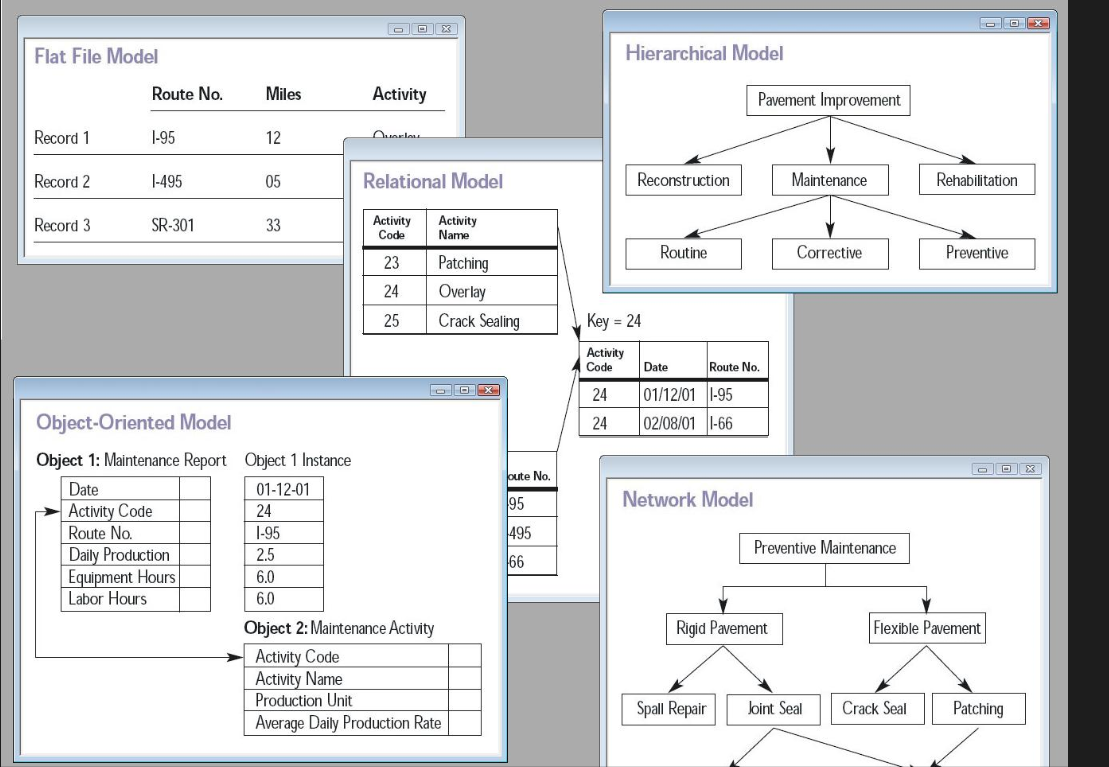 Flat File Model
Route No. Miles Activity
Record 1 I-95 12 Overlay
Record 2 I-495 05
Record 3 SR-301 33
Hierarchical Model
Pavement Improvement
Reconstruction Maintenance Rehabilitation
Routine Corrective Preventive
Relational Model
Activity Activity
Code Name
23 Patching
24 Overlay
25 Crack Sealing
Key = 24
Activity
Code Date Route No.
24 01/12/01 I-95
24 02/08/01 I-66
No.
-95
-495
-66
Object-Oriented Model
Object 1: Maintenance Report Object 1 Instance
Date 01-12-01
Activity Code 24
Route No. I-95
Daily Production 2.5
Equipment Hours 6.0
Labor Hours 6.0
Object 2: Maintenance Activity
Activity Code
Activity Name
Production Unit
Average Daily Production Rate
Network Model
Preventive Maintenance
Rigid Pavement Flexible Pavement
Spall Repair Joint Seal Crack Seal Patching